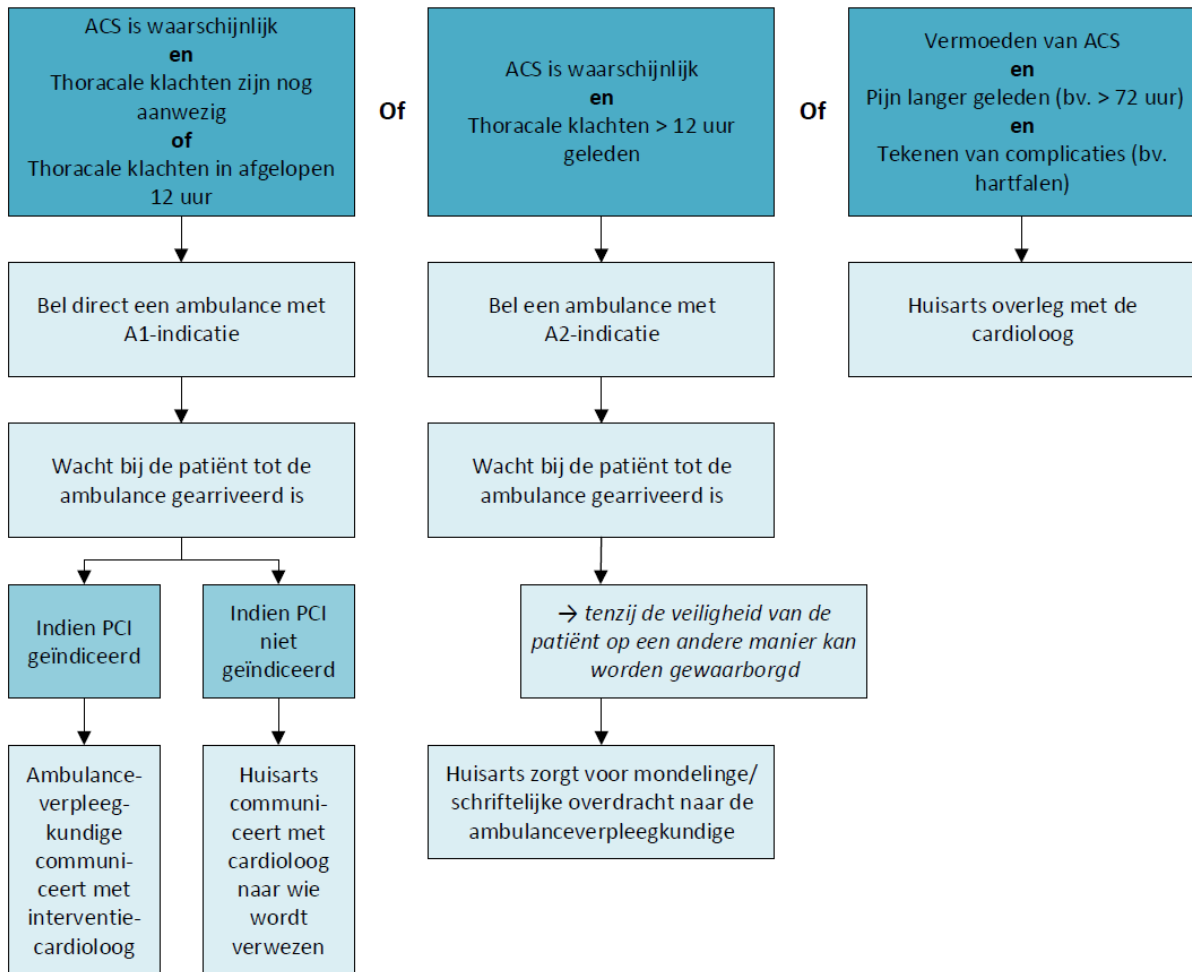 ACS is waarschijnlijk
en
Thoracale klachten zijn nog
aanwezig
of
Thoracale klachten in afgelopen
12 uur
Of
ACS is waarschijnlijk
en
Thoracale klachten > 12 uur
geleden
Of
Vermoeden van ACS
en
Pijn langer geleden (bv. > 72 uur)
en
Tekenen van complicaties (bv.
hartfalen)
Bel direct een ambulance met
A1-indicatie
Bel een ambulance met
A2-indicatie
Huisarts overleg met de
cardioloog
Wacht bij de patiënt tot de
ambulance gearriveerd is
Wacht bij de patiënt tot de
ambulance gearriveerd is
Indien PCI
geïndiceerd
Indien PCI
niet
geïndiceerd
→ tenzij de veiligheid van de
patiënt op een andere manier kan
worden gewaarborgd
Ambulance-
verpleeg-
kundige
communi-
ceert met
interventie-
cardioloog
Huisarts
communi-
ceert met
cardioloog
naar wie
wordt
verwezen
Huisarts zorgt voor mondelinge/
schriftelijke overdracht naar de
ambulanceverpleegkundige